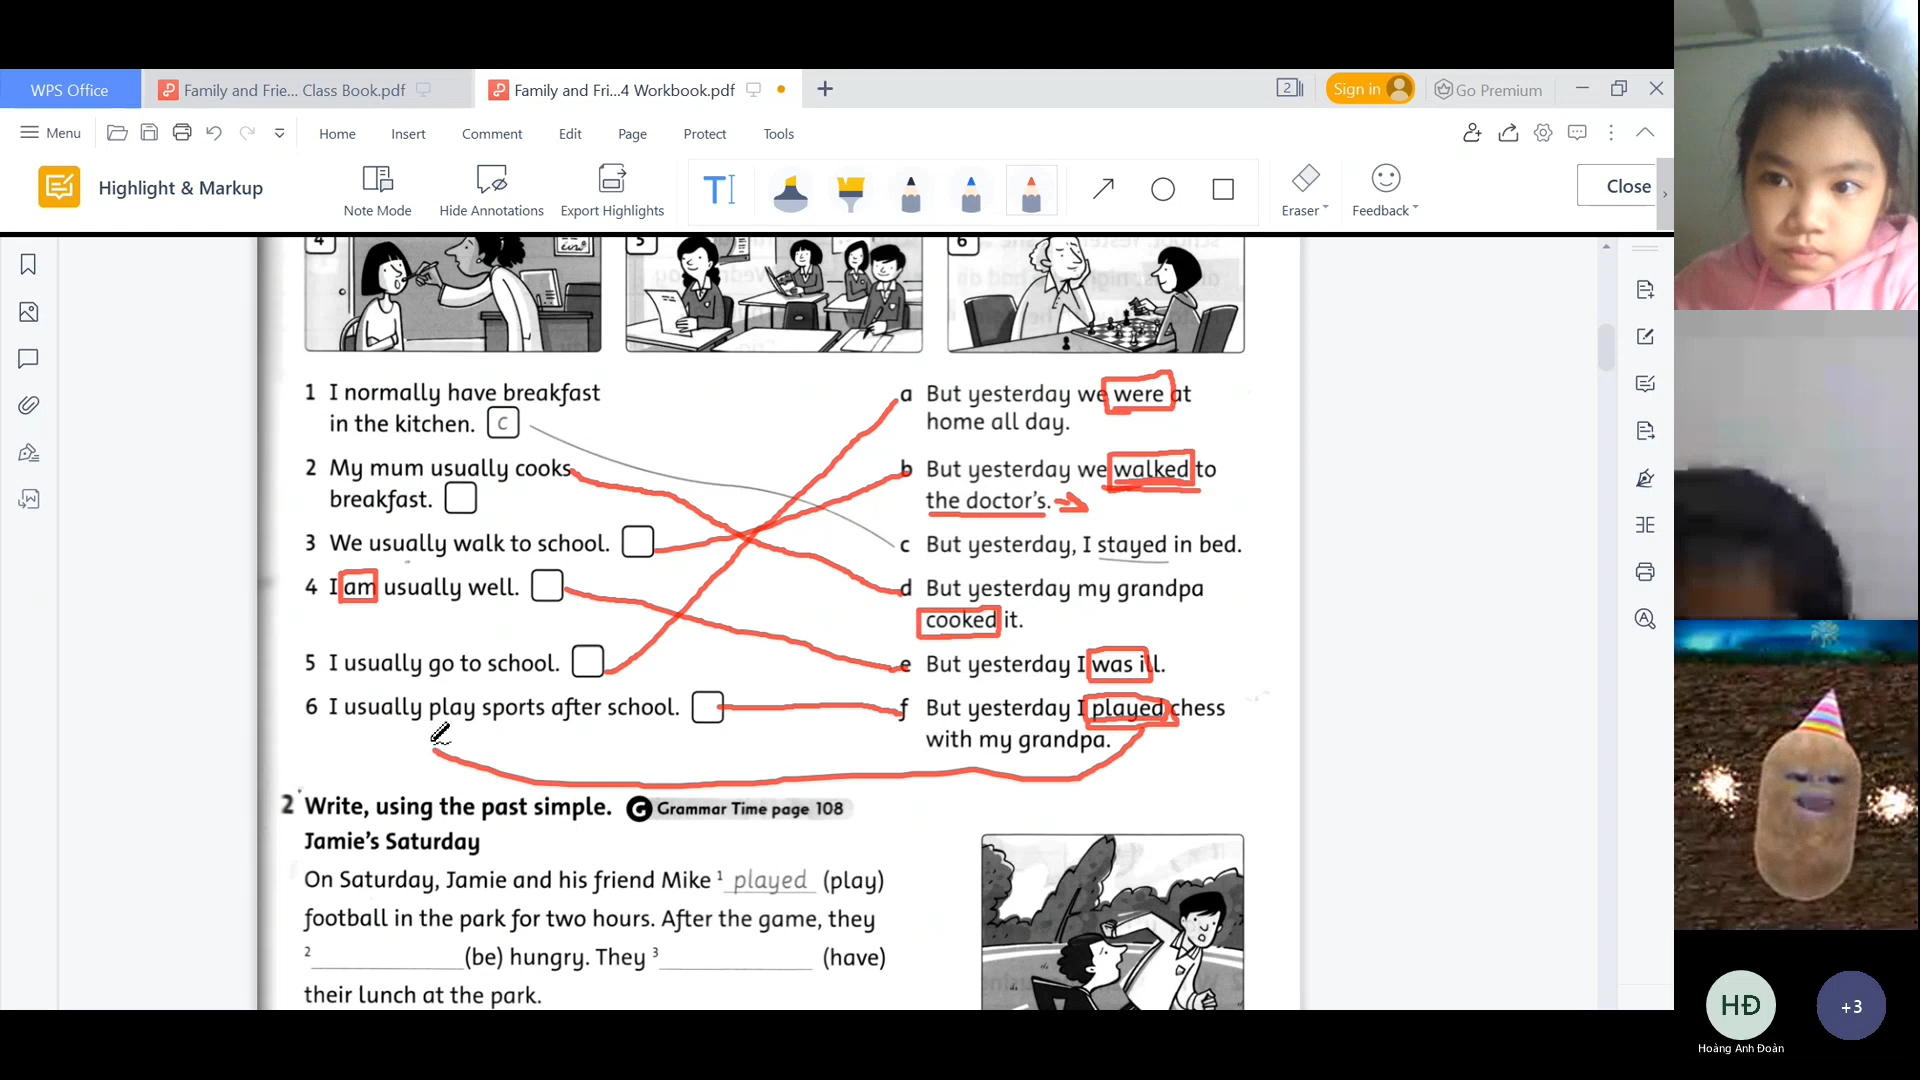 WPS Office
Family and Frie... Class Book.pdf
Family and Fri...4 Workbook.pdf
2
Sign in
Go Premium
Menu
Home
Insert
Comment
Edit
Page
Protect
Tools
Highlight & Markup
Note Mode
Hide Annotations
Export Highlights
Eraser
Feedback
Close
4
5
6
1 I normally have breakfast
in the kitchen. c
2 My mum usually cooks
breakfast.
3 We usually walk to school.
4 I am usually well.
5 I usually go to school.
6 I usually play sports after school.
a But yesterday we were at
home all day.
b But yesterday we walked to
the doctor's.
c But yesterday, I stayed in bed.
d But yesterday my grandpa
cooked it.
e But yesterday I was ill.
f But yesterday I played chess
with my grandpa.
2 Write, using the past simple. G Grammar Time page 108
Jamie's Saturday
On Saturday, Jamie and his friend Mike 1 played (play)
football in the park for two hours. After the game, they
2 ____________ (be) hungry. They 3 ____________ (have)
their lunch at the park.
HĐ
Hoàng Anh Đoàn
+3